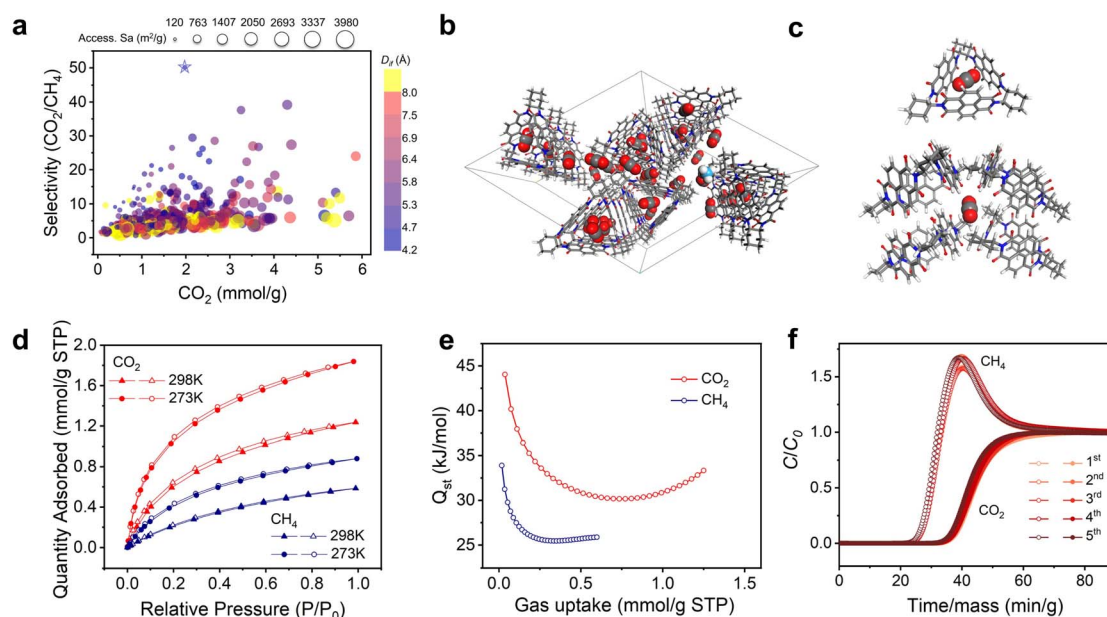 a
120 763 1407 2050 2693 3337 3980
Access. Sa (m²/g)
Selectivity (CO₂/CH₄)
50
40
30
20
10
0
0 1 2 3 4 5 6
CO₂ (mmol/g)
D_if (Å)
8.0
7.5
6.9
6.4
5.8
5.3
4.7
4.2
b
c
d
Quantity Adsorbed (mmol/g STP)
2.0
1.6
1.2
0.8
0.4
0.0
CO₂
298K
273K
CH₄
298K
273K
0.0 0.2 0.4 0.6 0.8 1.0
Relative Pressure (P/P₀)
e
Q_st (kJ/mol)
45
40
35
30
25
CO₂
CH₄
0.0 0.5 1.0 1.5
Gas uptake (mmol/g STP)
f
C/C₀
1.5
1.0
0.5
0.0
CH₄
CO₂
1ˢᵗ
2ⁿᵈ
3ʳᵈ
4ᵗʰ
5ᵗʰ
0 20 40 60 80
Time/mass (min/g)